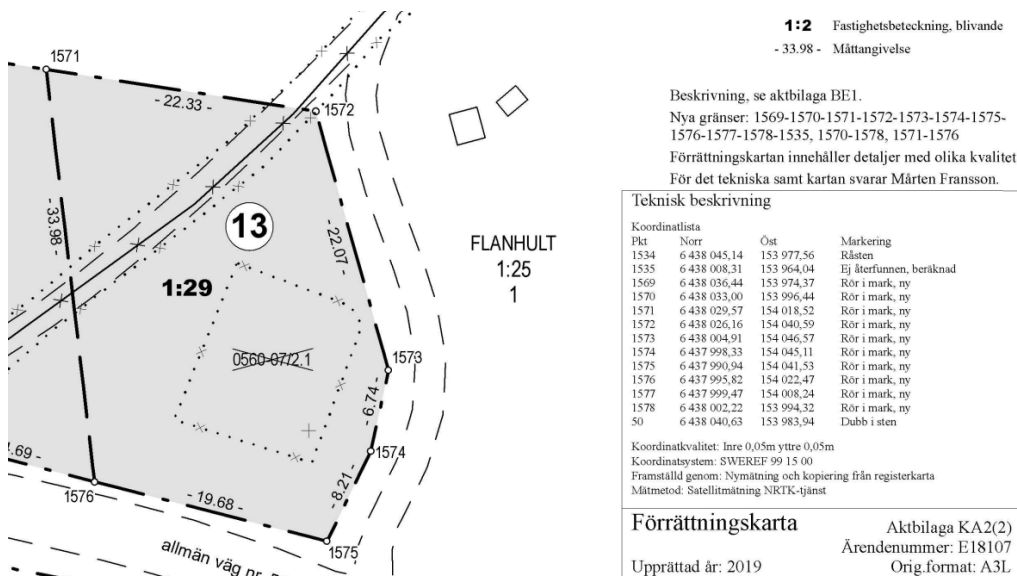 1571
- 22.33 -
1572
- 33.98 -
13
- 22.07 -
1:29
0560-07/2.1
1573
- 6.74 -
1574
- 8.21 -
1575
1576
- 19.68 -
.69 -
allmän väg nr.
FLANHULT
1:25
1
1:2 Fastighetsbeteckning, blivande
- 33.98 - Måttangivelse
Beskrivning, se aktbilaga BE1.
Nya gränser: 1569-1570-1571-1572-1573-1574-1575-
1576-1577-1578-1535, 1570-1578, 1571-1576
Förrättningskartan innehåller detaljer med olika kvalitet
För det tekniska samt kartan svarar Mårten Fransson.
Teknisk beskrivning
Koordinatlista
Pkt Norr Öst Markering
1534 6 438 045,14 153 977,56 Råsten
1535 6 438 008,31 153 964,04 Ej återfunnen, beräknad
1569 6 438 036,44 153 974,37 Rör i mark, ny
1570 6 438 033,00 153 996,44 Rör i mark, ny
1571 6 438 029,57 154 018,52 Rör i mark, ny
1572 6 438 026,16 154 040,59 Rör i mark, ny
1573 6 438 004,91 154 046,57 Rör i mark, ny
1574 6 437 998,33 154 045,11 Rör i mark, ny
1575 6 437 990,94 154 041,53 Rör i mark, ny
1576 6 437 995,82 154 022,47 Rör i mark, ny
1577 6 437 999,47 154 008,24 Rör i mark, ny
1578 6 438 002,22 153 994,32 Rör i mark, ny
50 6 438 040,63 153 983,94 Dubb i sten
Koordinatkvalitet: Inre 0,05m yttre 0,05m
Koordinatsystem: SWEREF 99 15 00
Framställd genom: Nymätning och kopiering från registerkarta
Mätmetod: Satellitmätning NRTK-tjänst
Förrättningskarta
Aktbilaga KA2(2)
Ärendenummer: E18107
Upprättad år: 2019
Orig.format: A3L